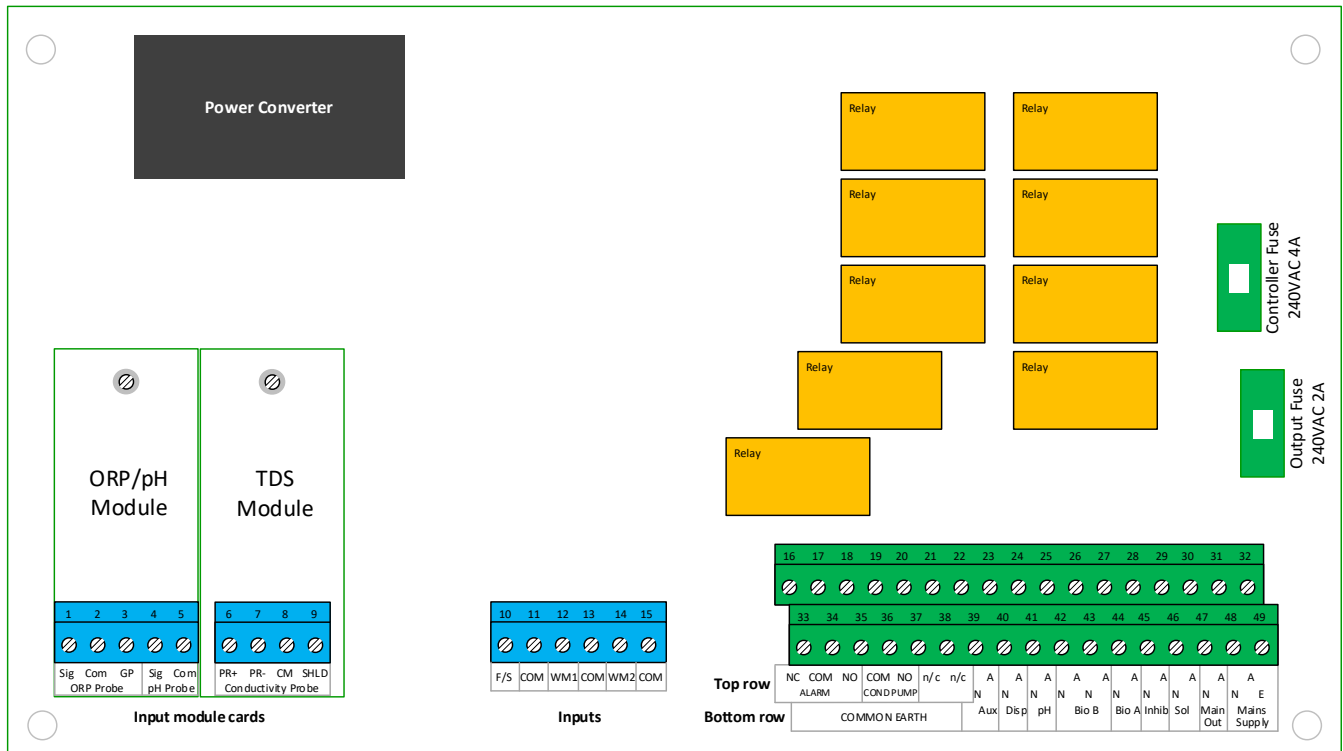 Power Converter
Relay Relay
Relay Relay
Relay Relay
Relay Relay
Relay
Controller Fuse
240VAC 4A
Output Fuse
240VAC 2A
ORP/pH
Module
TDS
Module
1 2 3 4 5
6 7 8 9
10 11 12 13 14 15
16 17 18 19 20 21 22 23 24 25 26 27 28 29 30 31 32
33 34 35 36 37 38 39 40 41 42 43 44 45 46 47 48 49
Sig Com GP Sig Com
ORP Probe pH Probe
PR+ PR- CM SHLD
Conductivity Probe
F/S COM WM1 COM WM2 COM
Top row
NC COM NO COM NO n/c n/c A A A A A A A A A A
ALARM COND PUMP
N N N N N N N N N N E
Bottom row
COMMON EARTH
Aux Disp pH Bio B Bio A Inhib Sol Main Out Mains Supply
Input module cards
Inputs